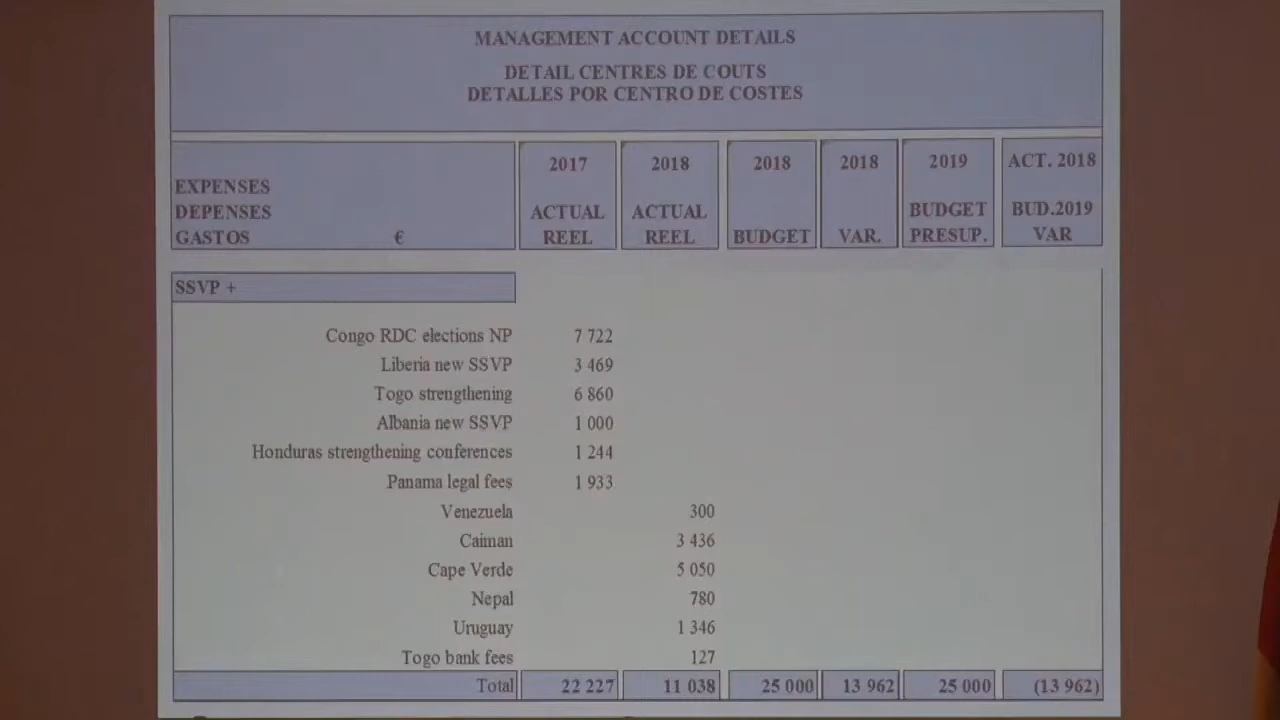 MANAGEMENT ACCOUNT DETAILS
DETAIL CENTRES DE COUTS
DETALLES POR CENTRO DE COSTES
EXPENSES
DEPENSES
GASTOS €
2017 ACTUAL REEL
2018 ACTUAL REEL
2018 BUDGET
2018 VAR.
2019 BUDGET PRESUP.
ACT. 2018 BUD.2019 VAR
SSVP +
Congo RDC elections NP 7 722
Liberia new SSVP 3 469
Togo strengthening 6 860
Albania new SSVP 1 000
Honduras strengthening conferences 1 244
Panama legal fees 1 933
Venezuela 300
Caiman 3 436
Cape Verde 5 050
Nepal 780
Uruguay 1 346
Togo bank fees 127
Total 22 227 11 038 25 000 13 962 25 000 (13 962)